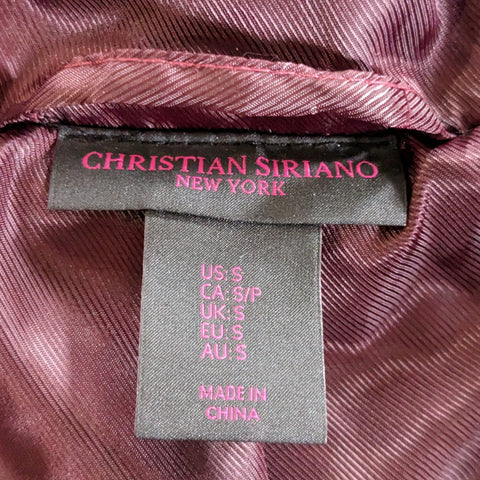 CHRISTIAN SIRIANO
NEW YORK
US: S
CA: S/P
UK: S
EU: S
AU: S
MADE IN
CHINA